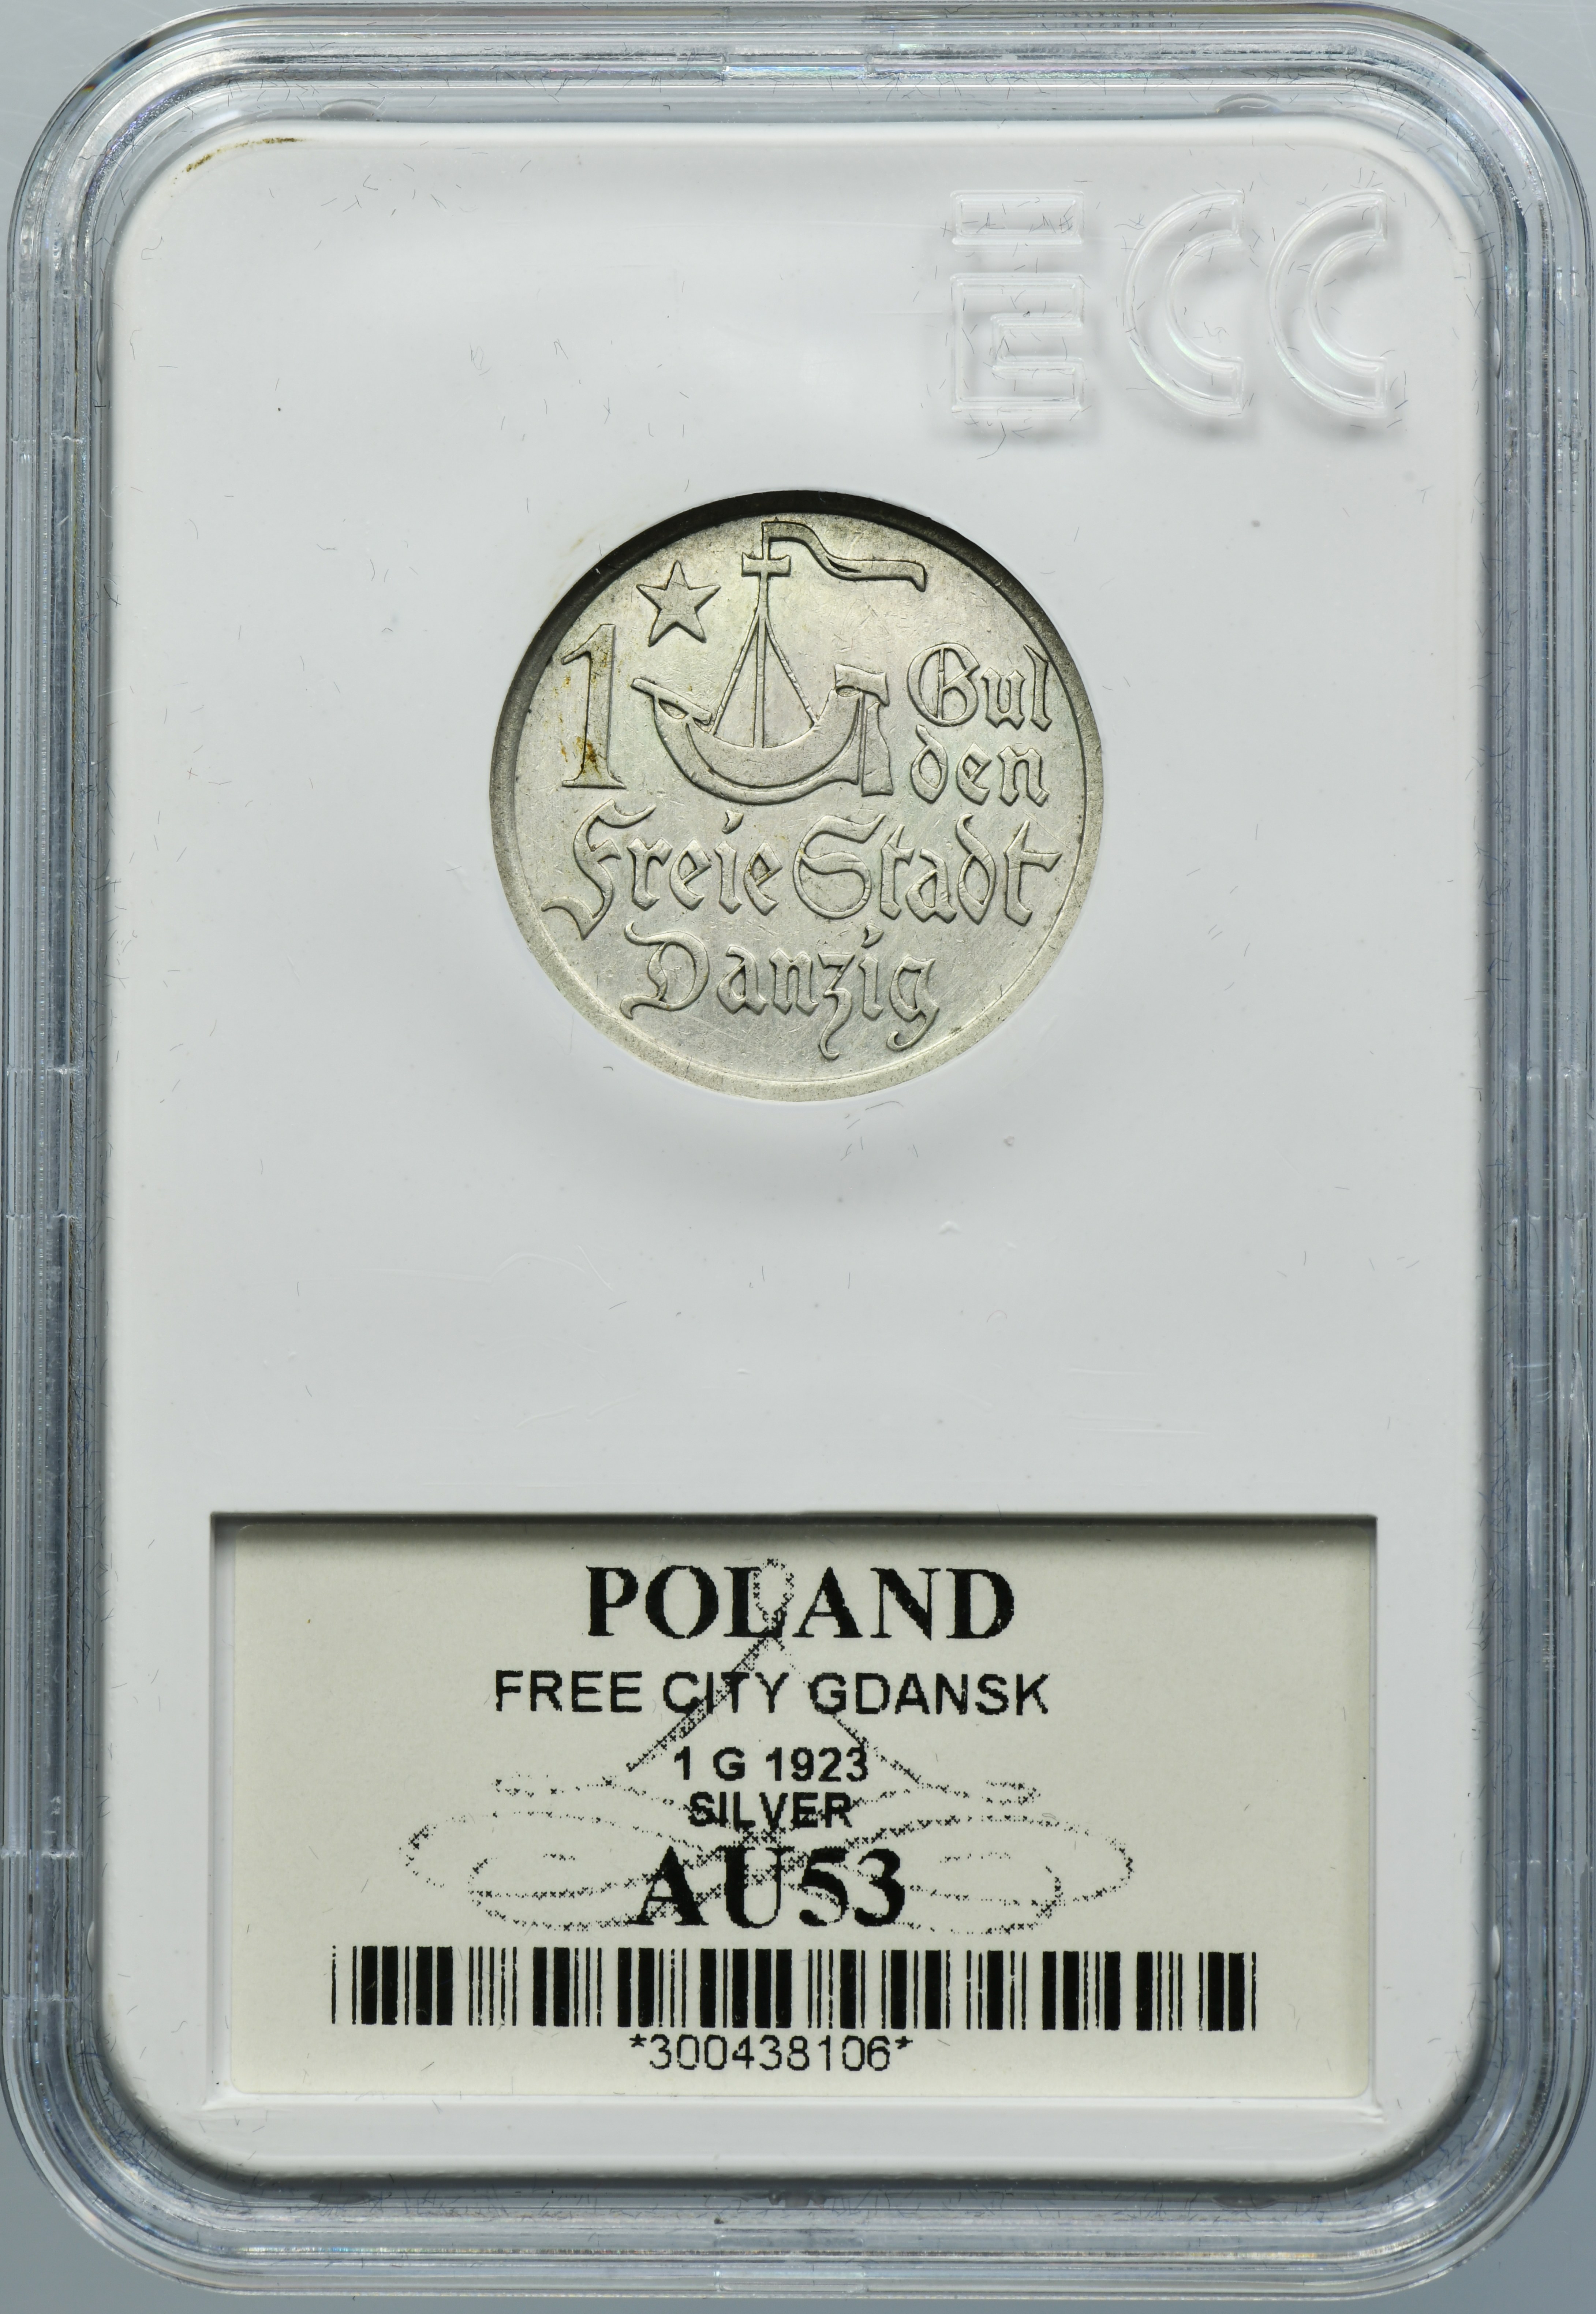 ECC
1 Gul
den
Freie Stadt
Danzig
POLAND
FREE CITY GDANSK
1 G 1923
SILVER
AU53
*300438106*